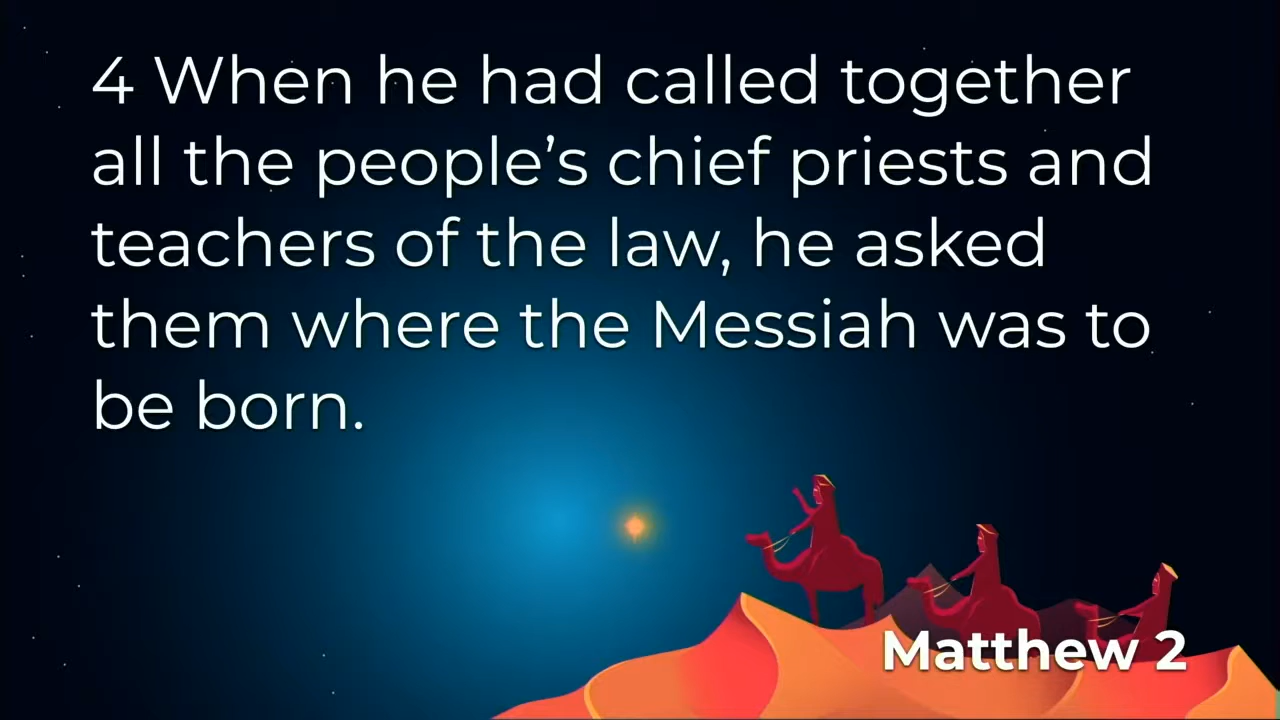 4 When he had called together
all the people’s chief priests and
teachers of the law, he asked
them where the Messiah was to
be born.
Matthew 2